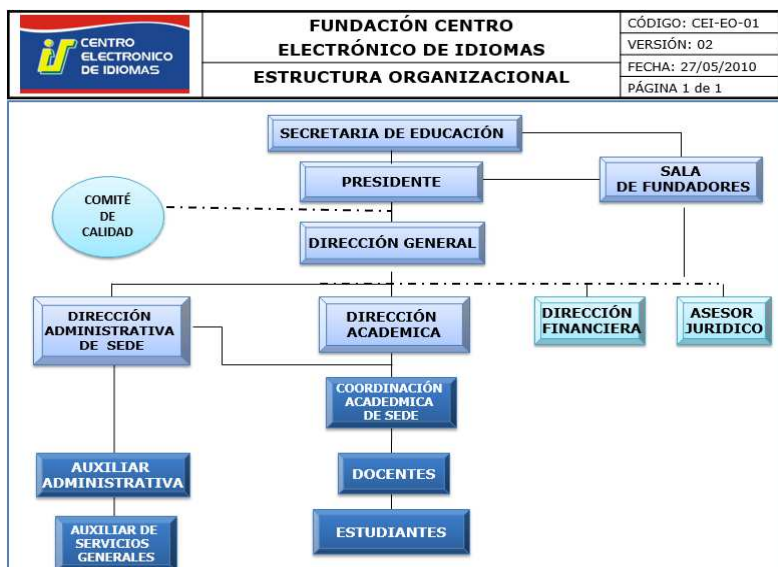 CENTRO
ELECTRONICO
DE IDIOMAS
FUNDACIÓN CENTRO
ELECTRÓNICO DE IDIOMAS
ESTRUCTURA ORGANIZACIONAL
CÓDIGO: CEI-EO-01
VERSIÓN: 02
FECHA: 27/05/2010
PÁGINA 1 de 1
SECRETARIA DE EDUCACIÓN
PRESIDENTE
SALA
DE FUNDADORES
COMITÉ
DE
CALIDAD
DIRECCIÓN GENERAL
DIRECCIÓN
ADMINISTRATIVA
DE SEDE
DIRECCIÓN
ACADEMICA
DIRECCIÓN
FINANCIERA
ASESOR
JURIDICO
COORDINACIÓN
ACADEDMICA
DE SEDE
AUXILIAR
ADMINISTRATIVA
DOCENTES
AUXILIAR DE
SERVICIOS
GENERALES
ESTUDIANTES